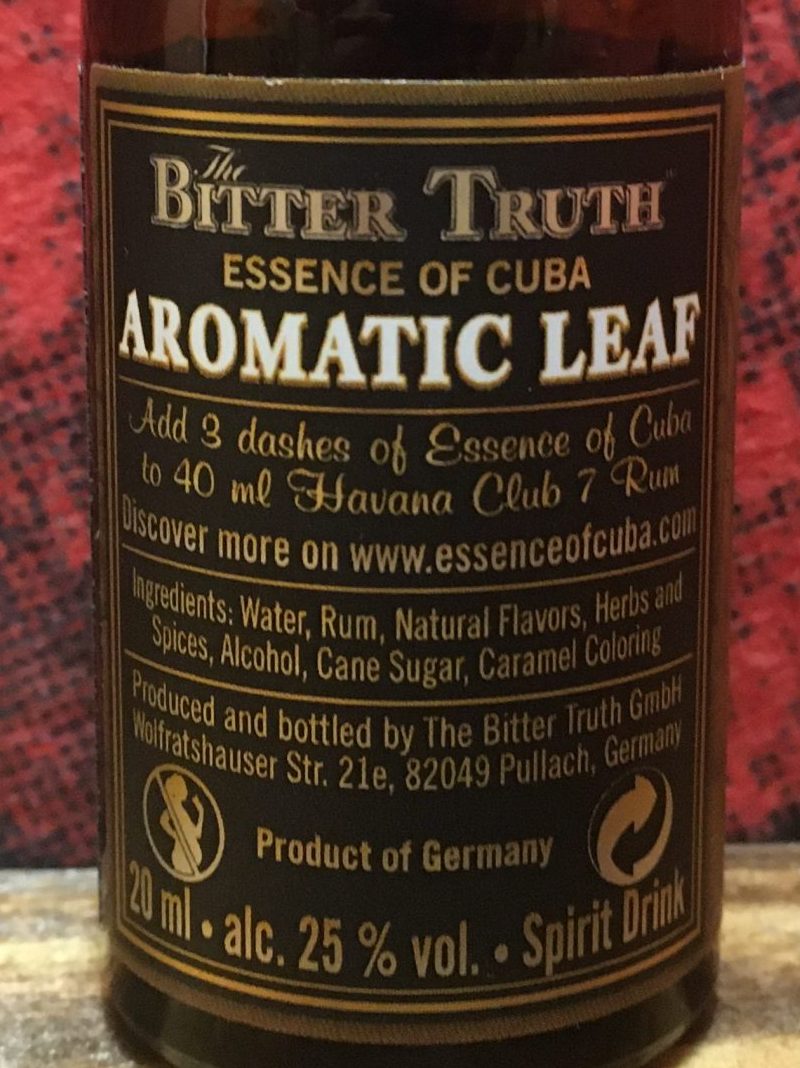 The
BITTER TRUTH
ESSENCE OF CUBA
AROMATIC LEAF
Add 3 dashes of Essence of Cuba
to 40 ml Havana Club 7 Rum
Discover more on www.essenceofcuba.com
Ingredients: Water, Rum, Natural Flavors, Herbs and
Spices, Alcohol, Cane Sugar, Caramel Coloring
Produced and bottled by The Bitter Truth GmbH
Wolfratshauser Str. 21e, 82049 Pullach, Germany
Product of Germany
20 ml • alc. 25 % vol. • Spirit Drink